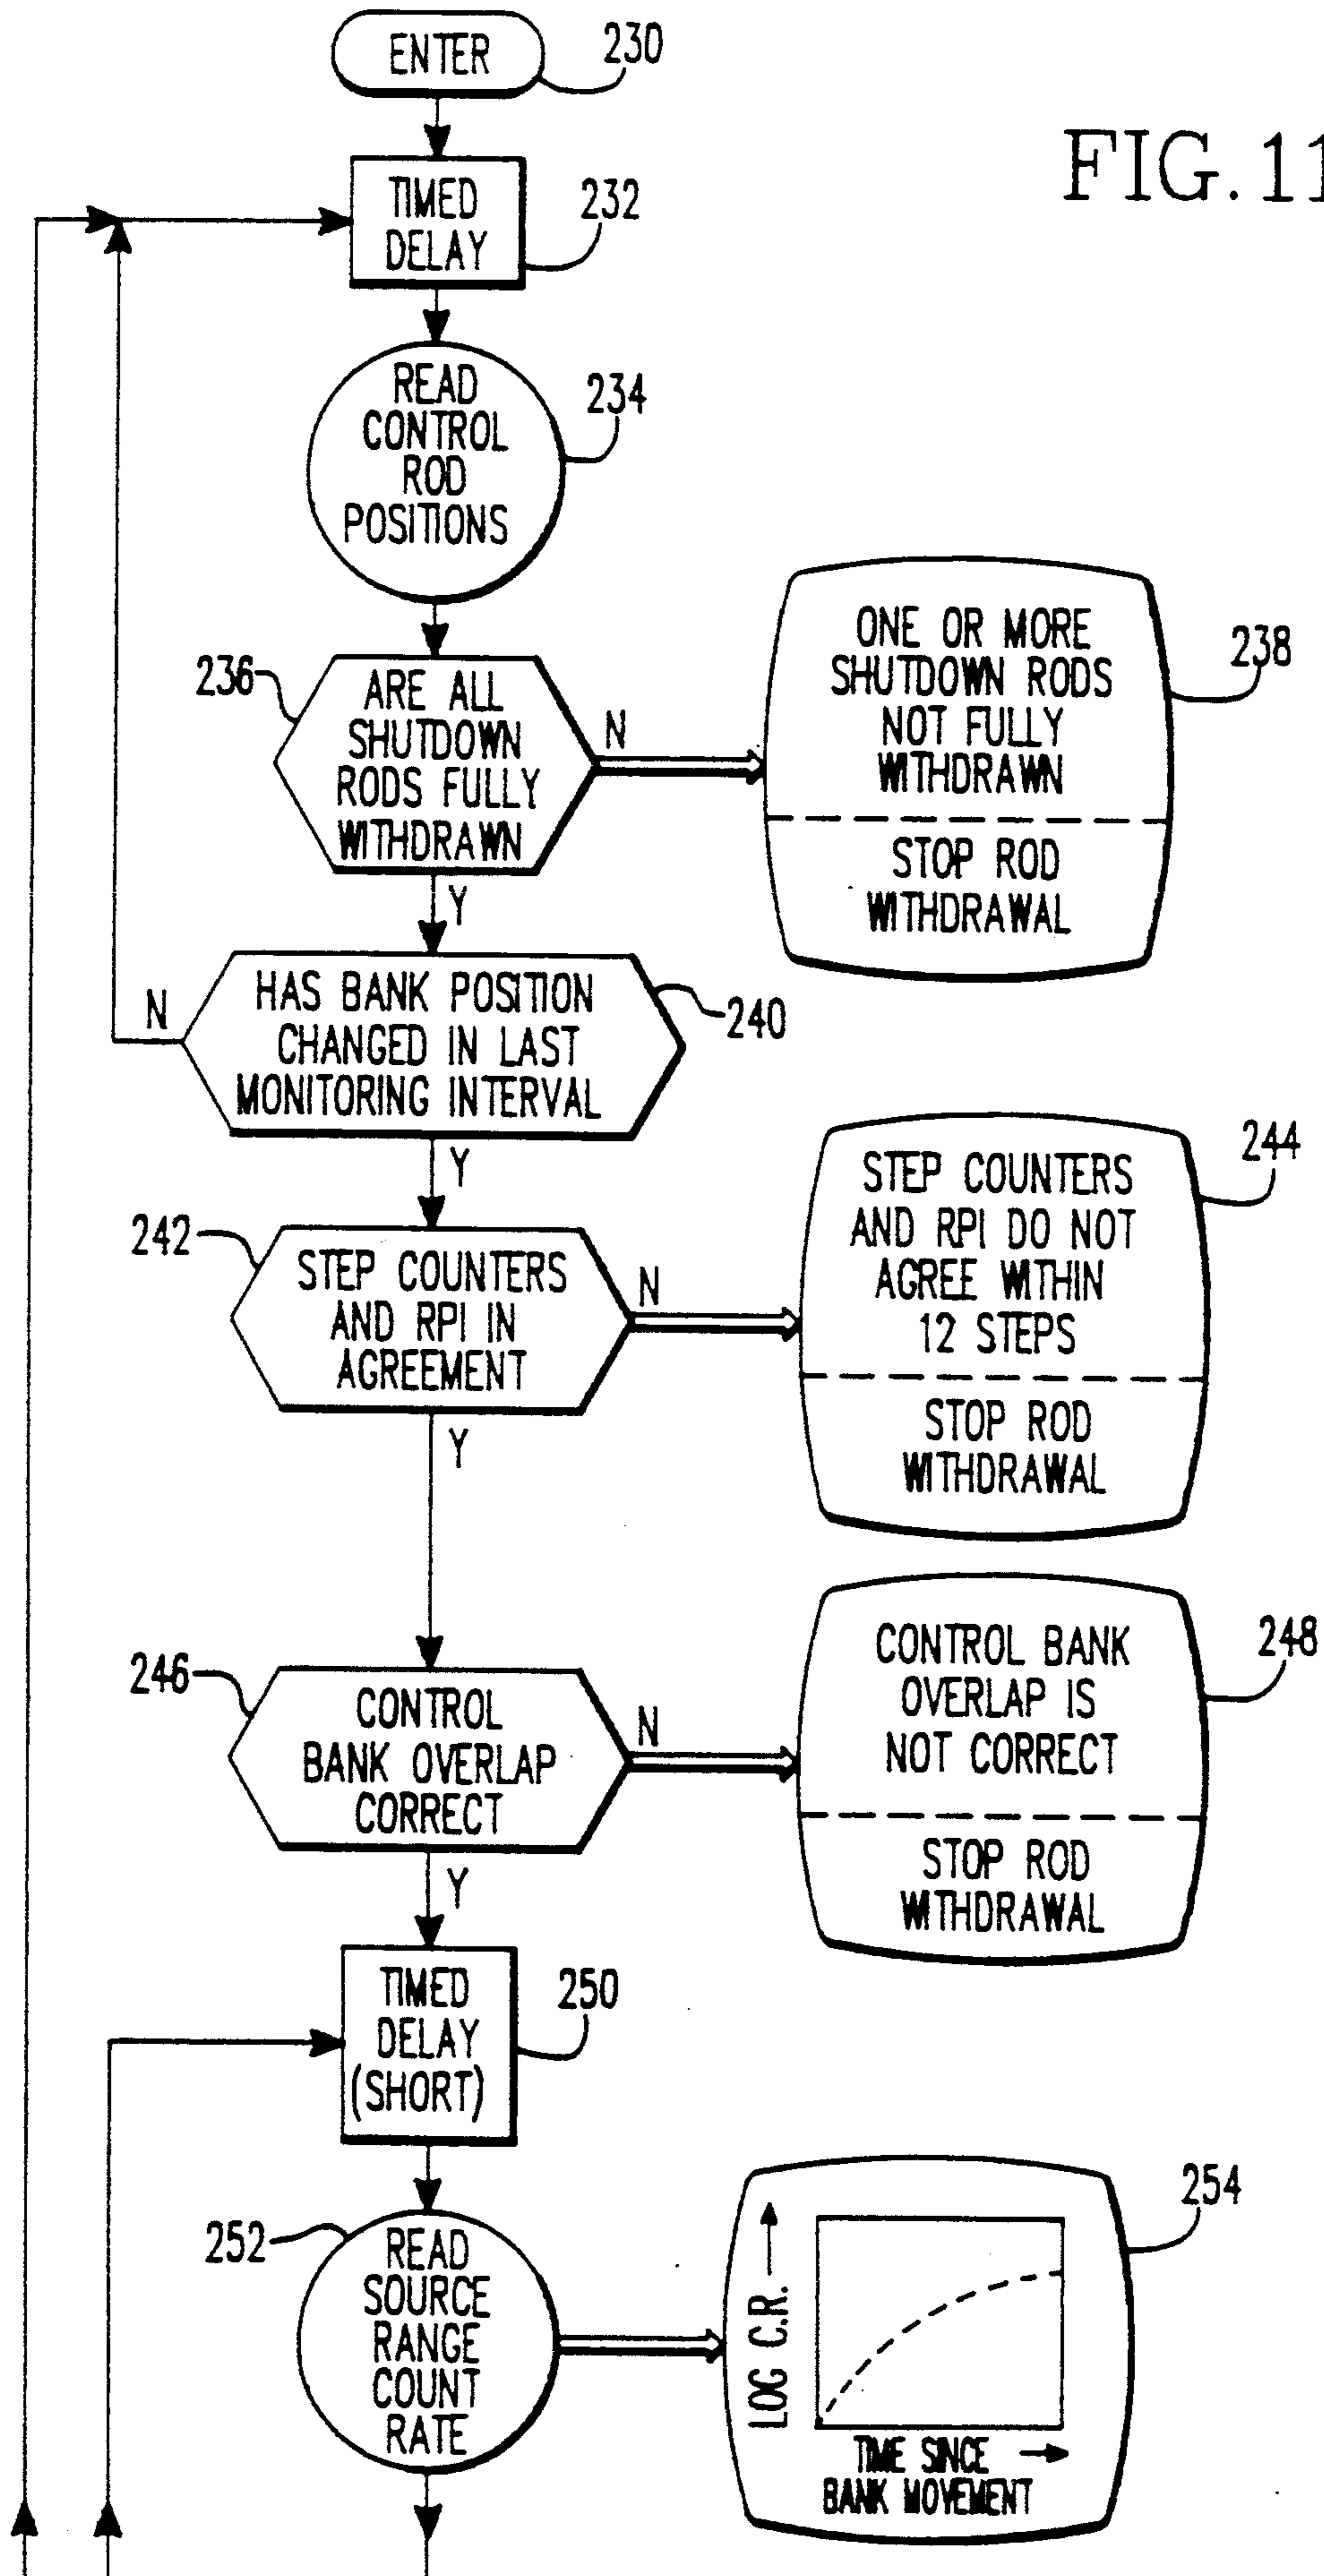 ENTER
230
FIG. 11
TIMED
DELAY
232
READ
CONTROL
ROD
POSITIONS
234
236
ARE ALL
SHUTDOWN
RODS FULLY
WITHDRAWN
N
Y
ONE OR MORE
SHUTDOWN RODS
NOT FULLY
WITHDRAWN
STOP ROD
WITHDRAWAL
238
N
HAS BANK POSITION
CHANGED IN LAST
MONITORING INTERVAL
240
Y
242
STEP COUNTERS
AND RPI IN
AGREEMENT
N
Y
STEP COUNTERS
AND RPI DO NOT
AGREE WITHIN
12 STEPS
STOP ROD
WITHDRAWAL
244
246
CONTROL
BANK OVERLAP
CORRECT
N
Y
CONTROL BANK
OVERLAP IS
NOT CORRECT
STOP ROD
WITHDRAWAL
248
TIMED
DELAY
(SHORT)
250
252
READ
SOURCE
RANGE
COUNT
RATE
LOG C.R.
TIME SINCE
BANK MOVEMENT
254